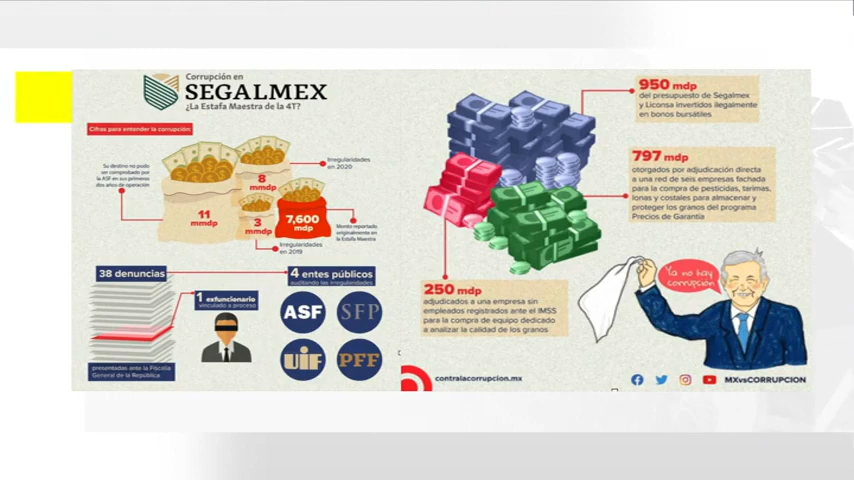 Corrupción en
SEGALMEX
¿La Estafa Maestra de la 4T?
Cifras para entender la corrupción
Su destino no pudo
ser comprobado por
la ASF en sus primeros
dos años de operación
11
mmdp
8
mmdp
Irregularidades
en 2020
3
mmdp
Irregularidades
en 2019
7,600
mdp
Monto reportado
originalmente en
la Estafa Maestra
38 denuncias
presentadas ante la Fiscalía
General de la República
1 exfuncionario
vinculado a proceso
4 entes públicos
auditando las irregularidades
ASF
SFP
UIF
PFF
950 mdp
del presupuesto de Segalmex
y Liconsa invertidos ilegalmente
en bonos bursátiles
797 mdp
otorgados por adjudicación directa
a una red de seis empresas fachada
para la compra de pesticidas, tarimas,
lonas y costales para almacenar y
proteger los granos del programa
Precios de Garantía
250 mdp
adjudicados a una empresa sin
empleados registrados ante el IMSS
para la compra de equipo dedicado
a analizar la calidad de los granos
Ya no hay
corrupción
contralacorrupcion.mx
MXvsCORRUPCION